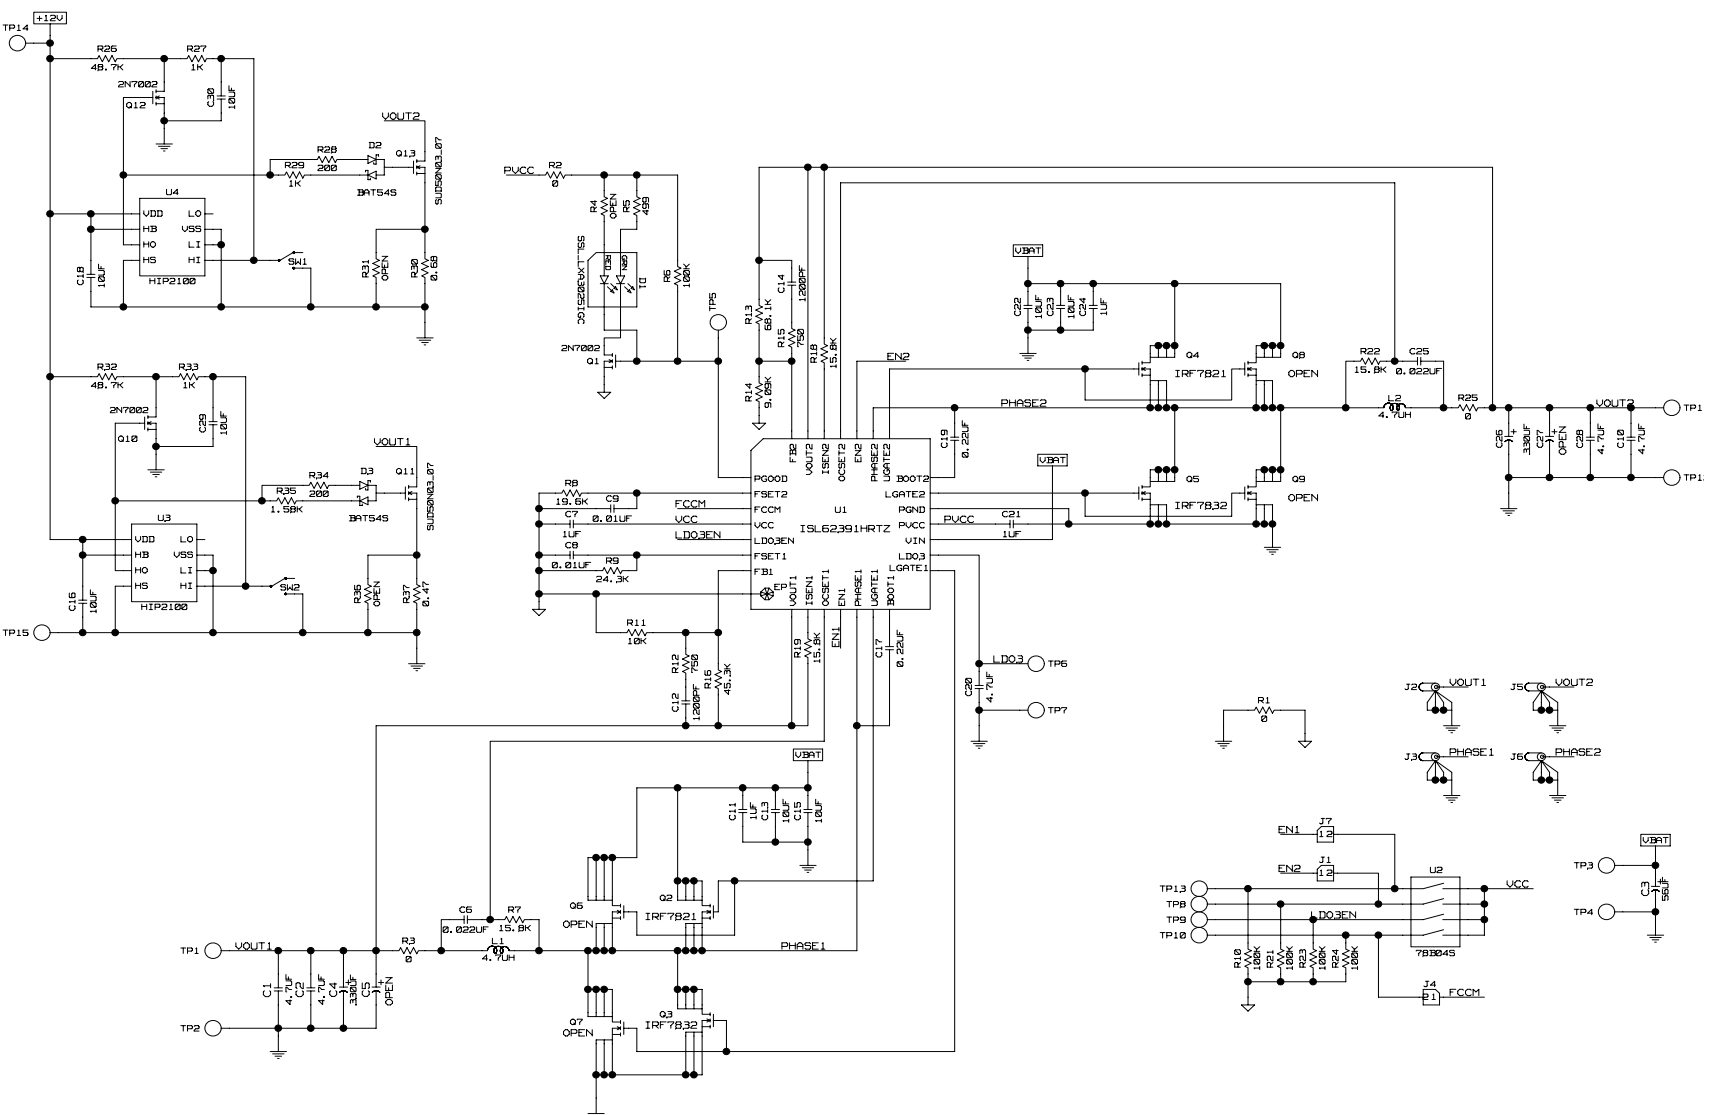 +12V
TP14
R26
48.7K
R27
1K
2N7002
Q12
C30
10UF
VOUT2
R28
200
R29
1K
D2
BAT54S
Q13
SUD50N03_07
U4
VDD
HB
HO
HS
LO
VSS
LI
HI
HIP2100
C18
10UF
SW1
R31
OPEN
R30
0.68
R32
48.7K
R33
1K
2N7002
Q10
C29
10UF
VOUT1
R34
200
R35
1.58K
D3
BAT54S
Q11
SUD50N03_07
U3
VDD
HB
HO
HS
LO
VSS
LI
HI
HIP2100
C16
10UF
SW2
R36
OPEN
R37
0.47
TP15
PVCC
R2
0
R4
OPEN
R5
499
SSL_LXA3025IGC
RED
GRN
D1
R6
100K
2N7002
Q1
TP5
R13
68.1K
C14
1200PF
R15
750
R14
9.09K
R18
15.8K
EN2
PHASE2
C19
0.22UF
VBAT
C22
10UF
C23
10UF
C24
1UF
Q4
IRF7821
Q8
OPEN
R22
15.8K
C25
0.022UF
L2
4.7UH
R25
0
VOUT2
TP1
C26
330UF
C27
OPEN
C28
4.7UF
C10
4.7UF
TP1
VBAT
Q5
IRF7832
Q9
OPEN
PVCC
C21
1UF
U1
ISL62391HRTZ
FB2
VOUT2
ISEN2
OCSET2
EN2
PHASE2
UGATE2
PGOOD
FSET2
FCCM
VCC
LDO3EN
FSET1
FB1
EP
BOOT2
LGATE2
PGND
PVCC
VIN
LDO3
LGATE1
VOUT1
ISEN1
OCSET1
EN1
PHASE1
UGATE1
BOOT1
R8
19.6K
C9
0.01UF
FCCM
VCC
LDO3EN
C7
1UF
C8
0.01UF
R9
24.3K
R11
10K
R12
750
C12
1200PF
R16
45.3K
R19
15.8K
EN1
C17
0.22UF
LDO3
TP6
C20
4.7UF
TP7
VBAT
C11
1UF
C13
10UF
C15
10UF
Q6
OPEN
Q2
IRF7821
C6
0.022UF
R7
15.8K
L1
4.7UH
R3
0
PHASE1
Q7
OPEN
Q3
IRF7832
TP1
VOUT1
C1
4.7UF
C2
4.7UF
C4
330UF
C5
OPEN
TP2
R1
0
J2
VOUT1
J5
VOUT2
J3
PHASE1
J6
PHASE2
EN1
J7
12
EN2
J1
12
U2
VCC
TP13
TP8
TP9
LDO3EN
TP10
78B04S
R10
100K
R21
100K
R23
100K
R24
100K
J4
21
FCCM
VBAT
TP3
C3
56UF
TP4